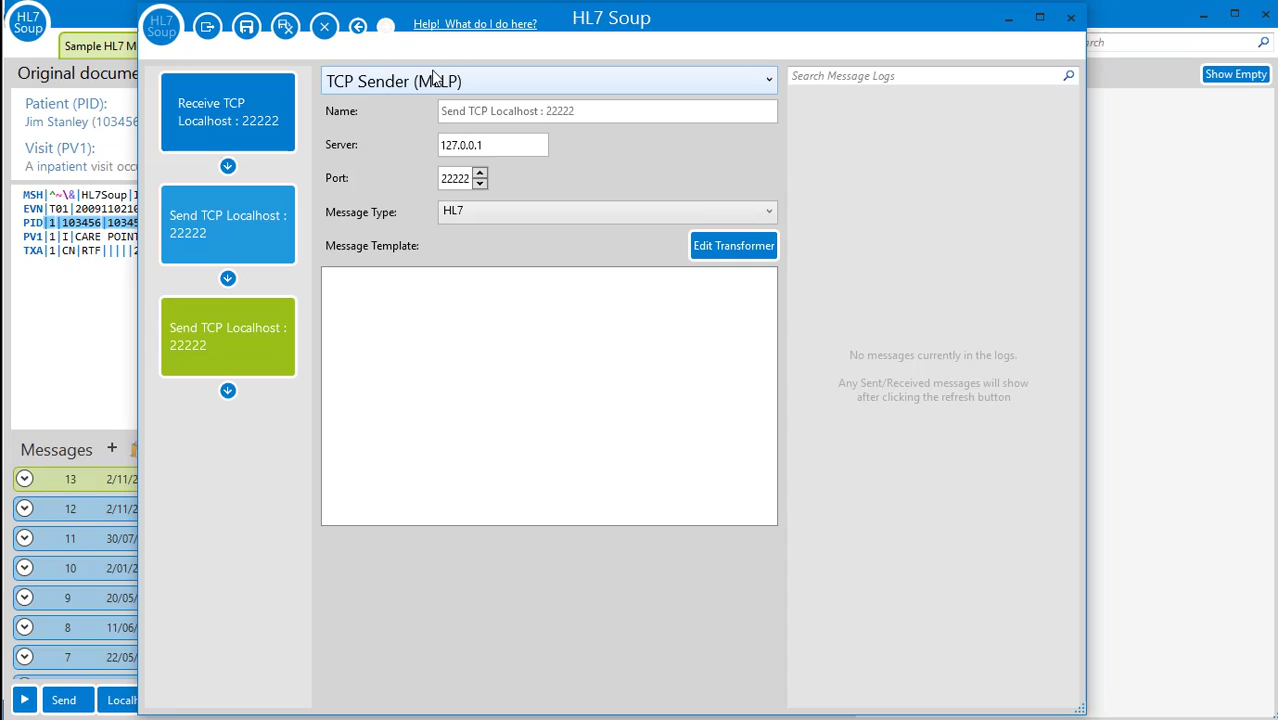 HL7
Soup
HL7
Soup
Help!  What do I do here?
HL7 Soup
Sample HL7 M
arch
Original docume
Show Empty
Patient (PID):
Jim Stanley (103456
Visit (PV1):
A inpatient visit occu
MSH|^~\&|HL7Soup|I
EVN|T01|2009110210
PID|1|103456|10345
PV1|1|I|CARE POINT
TXA|1|CN|RTF|||||2
Messages +
13 2/11/2
12 2/11/2
11 30/07/
10 2/01/2
9 20/05/
8 11/06/
7 22/05/
Send
Localh
Receive TCP
Localhost : 22222
Send TCP Localhost :
22222
Send TCP Localhost :
22222
TCP Sender (MLLP)
Name: Send TCP Localhost : 22222
Server: 127.0.0.1
Port: 22222
Message Type: HL7
Message Template:
Edit Transformer
Search Message Logs
No messages currently in the logs.
Any Sent/Received messages will show
after clicking the refresh button